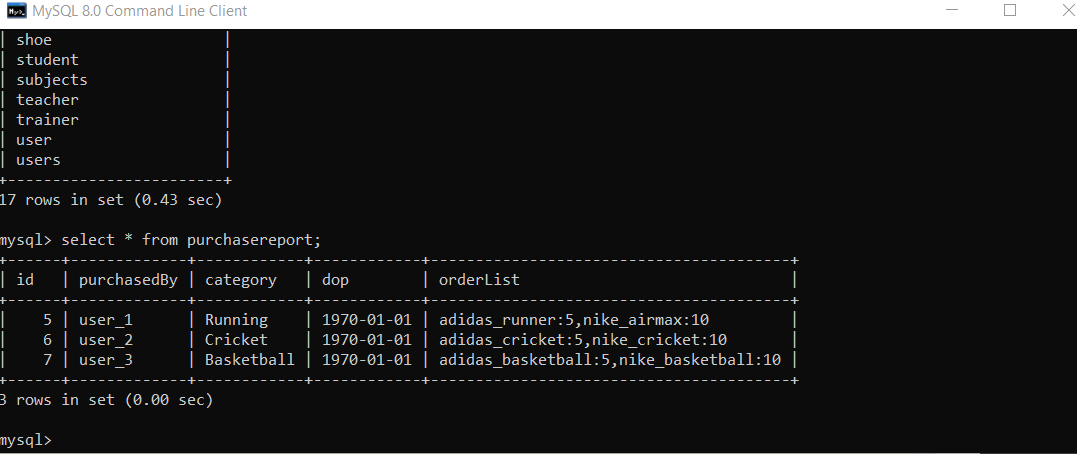 MySQL 8.0 Command Line Client
| shoe                  |
| student               |
| subjects              |
| teacher               |
| trainer               |
| user                  |
| users                 |
+-----------------------+
17 rows in set (0.43 sec)
mysql> select * from purchasereport;
+------+-------------+------------+------------+----------------------------------------+
| id   | purchasedBy | category   | dop        | orderList                              |
+------+-------------+------------+------------+----------------------------------------+
|    5 | user_1      | Running    | 1970-01-01 | adidas_runner:5,nike_airmax:10         |
|    6 | user_2      | Cricket    | 1970-01-01 | adidas_cricket:5,nike_cricket:10       |
|    7 | user_3      | Basketball | 1970-01-01 | adidas_basketball:5,nike_basketball:10 |
+------+-------------+------------+------------+----------------------------------------+
3 rows in set (0.00 sec)
mysql>